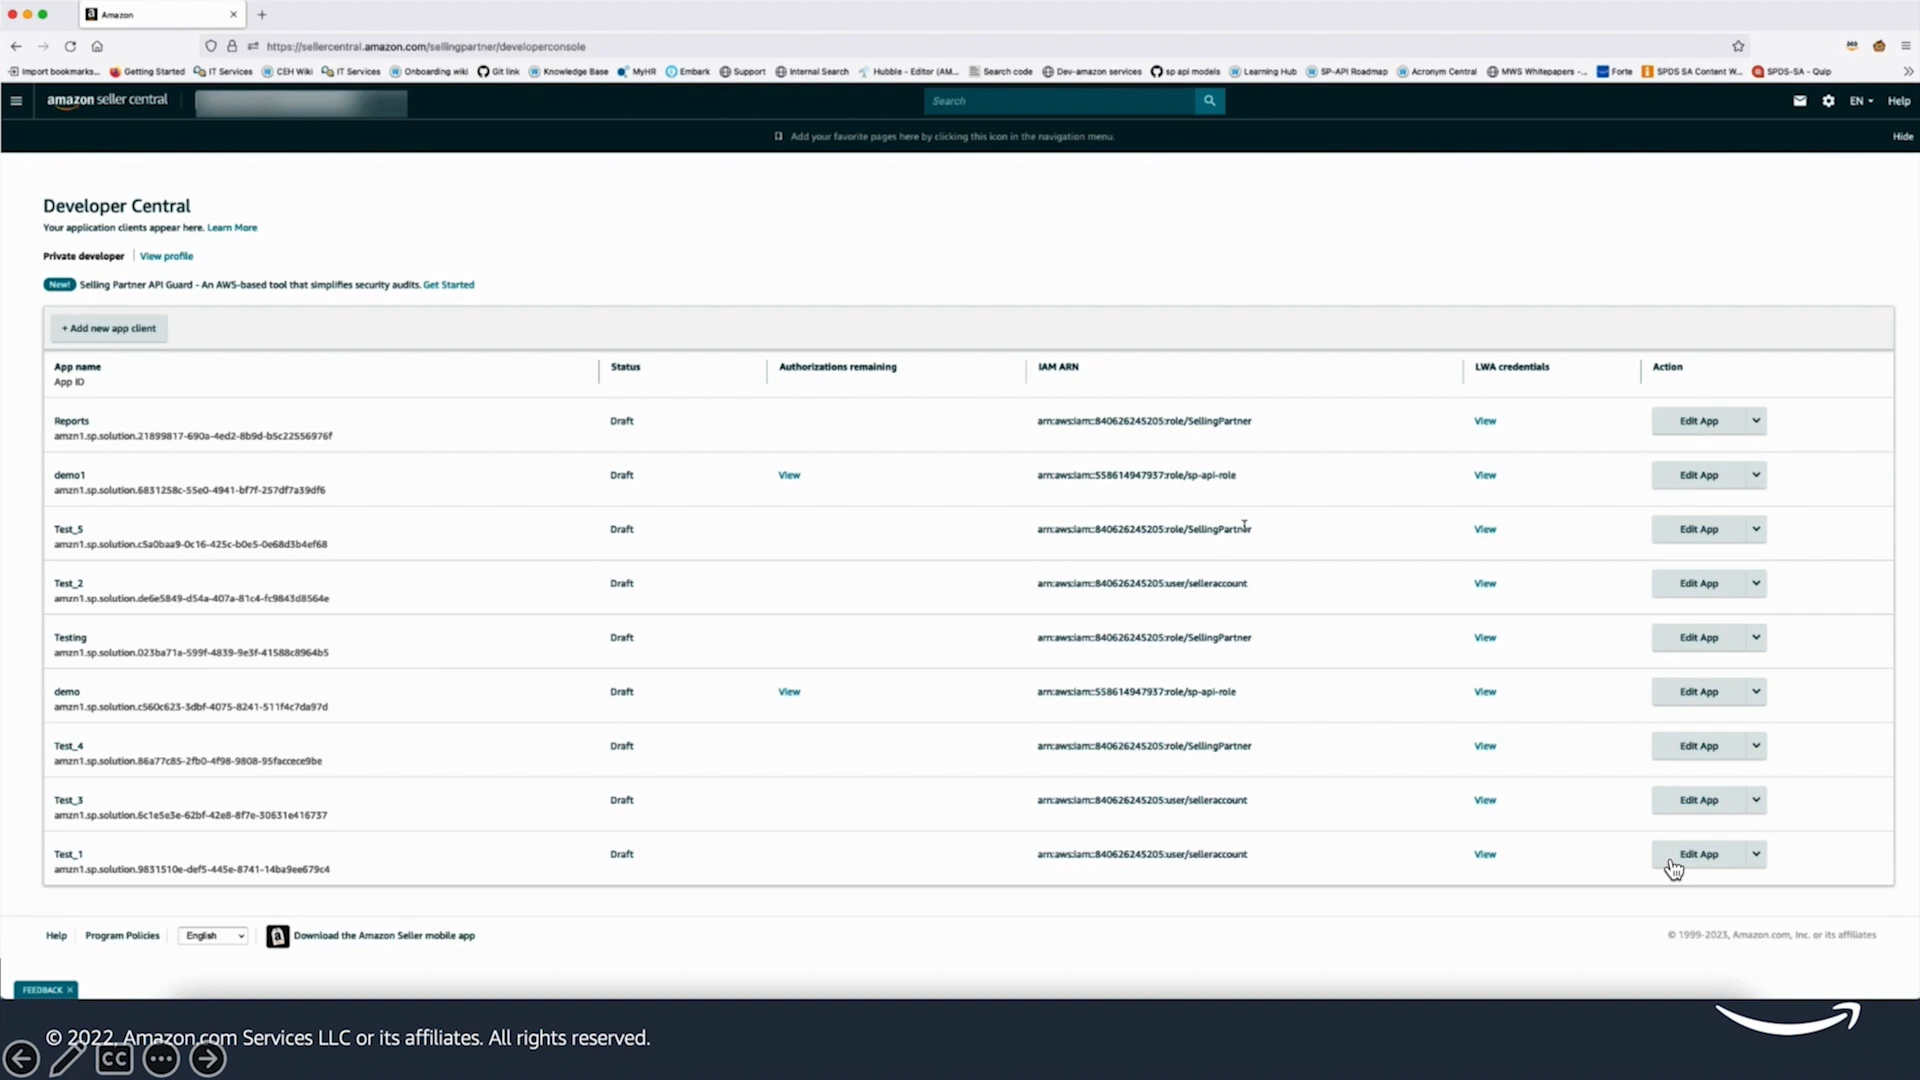 Amazon
https://sellercentral.amazon.com/sellingpartner/developerconsole
Import bookmarks... Getting Started IT Services CEH Wiki IT Services Onboarding wiki Git link Knowledge Base MyHR Embark Support Internal Search Hubble - Editor (AM... Search code Dev-amazon services sp api models Learning Hub SP-API Roadmap Acronym Central MWS Whitepapers -... Forte SPDS SA Content W... SPDS-SA - Quip
amazon seller central Search EN Help
Add your favorite pages here by clicking this icon in the navigation menu. Hide
Developer Central
Your application clients appear here. Learn More
Private developer View profile
New! Selling Partner API Guard - An AWS-based tool that simplifies security audits. Get Started
+ Add new app client
App name Status Authorizations remaining IAM ARN LWA credentials Action
App ID
Reports Draft arn:aws:iam::840626245205:role/SellingPartner View Edit App
amzn1.sp.solution.21899817-690a-4ed2-8b9d-b5c22556976f
demo1 Draft View arn:aws:iam::558614947937:role/sp-api-role View Edit App
amzn1.sp.solution.6831258c-55e0-4941-bf7f-257df7a39df6
Test_5 Draft arn:aws:iam::840626245205:role/SellingPartner View Edit App
amzn1.sp.solution.c5a0baa9-0c16-425c-b0e5-0e68d3b4ef68
Test_2 Draft arn:aws:iam::840626245205:user/selleraccount View Edit App
amzn1.sp.solution.de6e5849-d54a-407a-81c4-fc9843d8564e
Testing Draft arn:aws:iam::840626245205:role/SellingPartner View Edit App
amzn1.sp.solution.023ba71a-599f-4839-9e3f-41588c8964b5
demo Draft View arn:aws:iam::558614947937:role/sp-api-role View Edit App
amzn1.sp.solution.c560c623-3dbf-4075-8241-511f4c7da97d
Test_4 Draft arn:aws:iam::840626245205:role/SellingPartner View Edit App
amzn1.sp.solution.86a77c85-2fb0-4f98-9808-95faccece9be
Test_3 Draft arn:aws:iam::840626245205:user/selleraccount View Edit App
amzn1.sp.solution.6c1e5e3e-62bf-42e8-8f7e-30631e416737
Test_1 Draft arn:aws:iam::840626245205:user/selleraccount View Edit App
amzn1.sp.solution.9831510e-def5-445e-8741-14ba9ee679c4
Help Program Policies English Download the Amazon Seller mobile app © 1999-2023, Amazon.com, Inc. or its affiliates
FEEDBACK
© 2022, Amazon.com Services LLC or its affiliates. All rights reserved.
CC